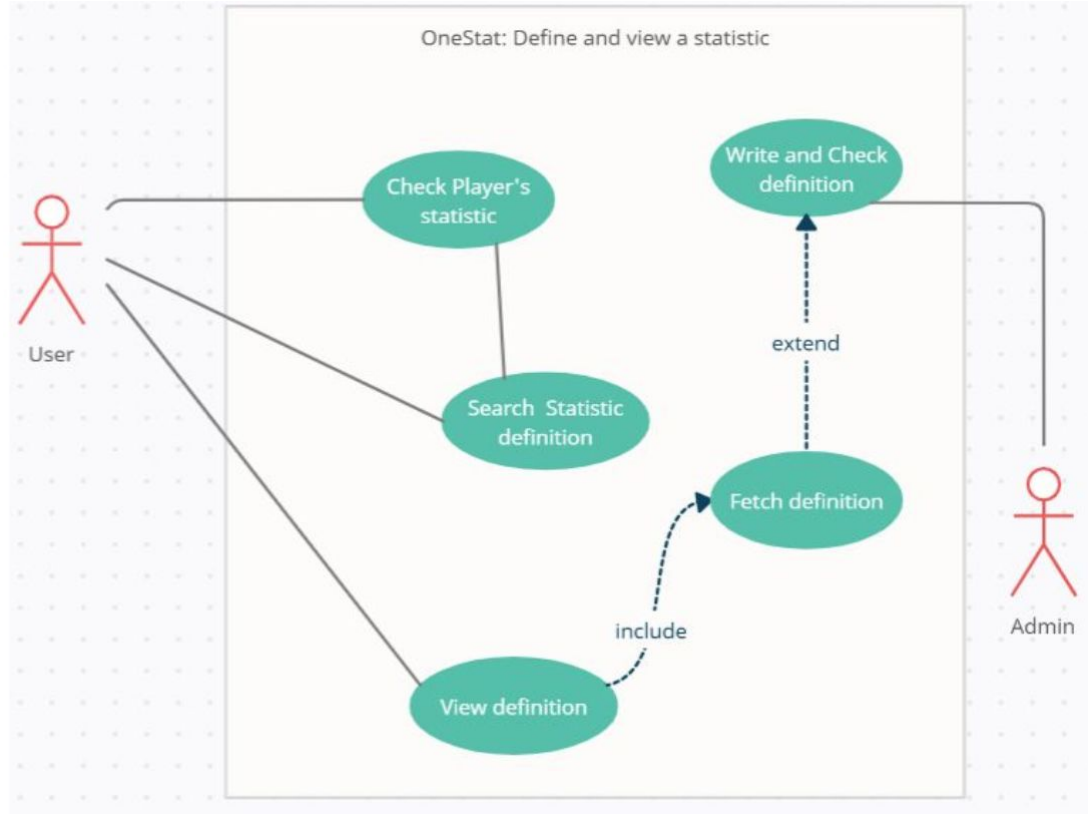 OneStat: Define and view a statistic
Check Player's
statistic
Write and Check
definition
User
extend
Search Statistic
definition
Fetch definition
include
Admin
View definition